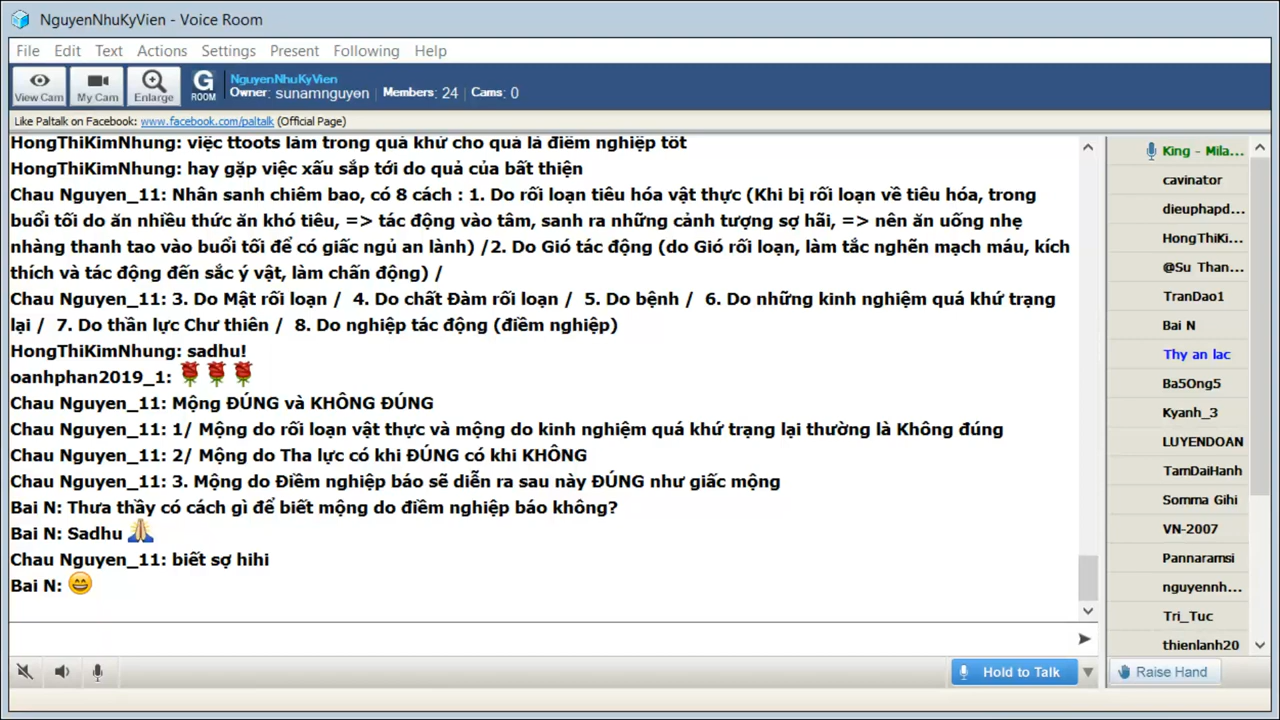 NguyenNhuKyVien - Voice Room
File Edit Text Actions Settings Present Following Help
View Cam
My Cam
Enlarge
G ROOM
NguyenNhuKyVien
Owner: sunamnguyen | Members: 24 | Cams: 0
Like Paltalk on Facebook: www.facebook.com/paltalk (Official Page)
HongThiKimNhung: việc ttoots làm trong quá khứ cho quả là điềm nghiệp tốt
HongThiKimNhung: hay gặp việc xấu sắp tới do quả của bất thiện
Chau Nguyen_11: Nhân sanh chiêm bao, có 8 cách : 1. Do rối loạn tiêu hóa vật thực (Khi bị rối loạn về tiêu hóa, trong
buổi tối do ăn nhiều thức ăn khó tiêu, => tác động vào tâm, sanh ra những cảnh tượng sợ hãi, => nên ăn uống nhẹ
nhàng thanh tao vào buổi tối để có giấc ngủ an lành) /2. Do Gió tác động (do Gió rối loạn, làm tắc nghẽn mạch máu, kích
thích và tác động đến sắc ý vật, làm chấn động) /
Chau Nguyen_11: 3. Do Mật rối loạn / 4. Do chất Đàm rối loạn / 5. Do bệnh / 6. Do những kinh nghiệm quá khứ trạng
lại / 7. Do thần lực Chư thiên / 8. Do nghiệp tác động (điềm nghiệp)
HongThiKimNhung: sadhu!
oanhphan2019_1:
Chau Nguyen_11: Mộng ĐÚNG và KHÔNG ĐÚNG
Chau Nguyen_11: 1/ Mộng do rối loạn vật thực và mộng do kinh nghiệm quá khứ trạng lại thường là Không đúng
Chau Nguyen_11: 2/ Mộng do Tha lực có khi ĐÚNG có khi KHÔNG
Chau Nguyen_11: 3. Mộng do Điềm nghiệp báo sẽ diễn ra sau này ĐÚNG như giấc mộng
Bai N: Thưa thầy có cách gì để biết mộng do điềm nghiệp báo không?
Bai N: Sadhu
Chau Nguyen_11: biết sợ hihi
Bai N:
King - Mila...
cavinator
dieuphapd...
HongThiKi...
@Su Than...
TranDao1
Bai N
Thy an lac
Ba5Ong5
Kyanh_3
LUYENDOAN
TamDaiHanh
Somma Gihi
VN-2007
Pannaramsi
nguyennh...
Tri_Tuc
thienlanh20
Hold to Talk
Raise Hand